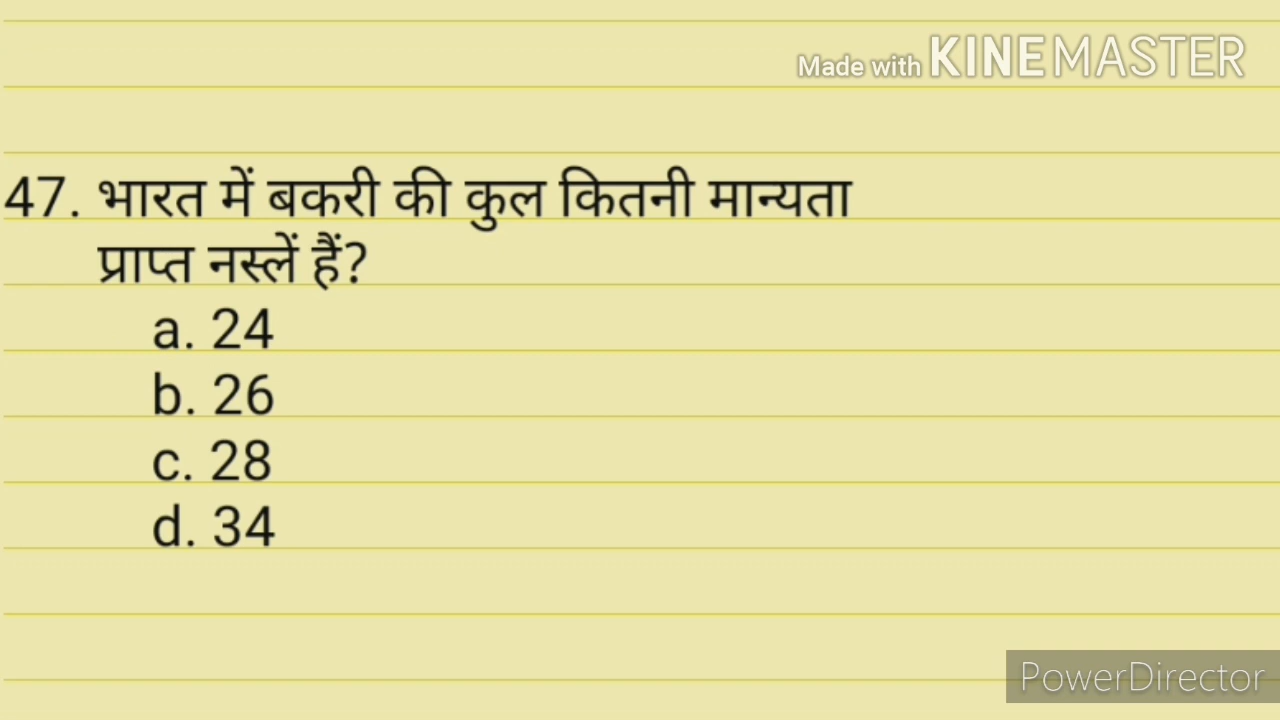 Made with KINEMASTER
47. भारत में बकरी की कुल कितनी मान्यता
प्राप्त नस्लें हैं?
a. 24
b. 26
c. 28
d. 34
PowerDirector